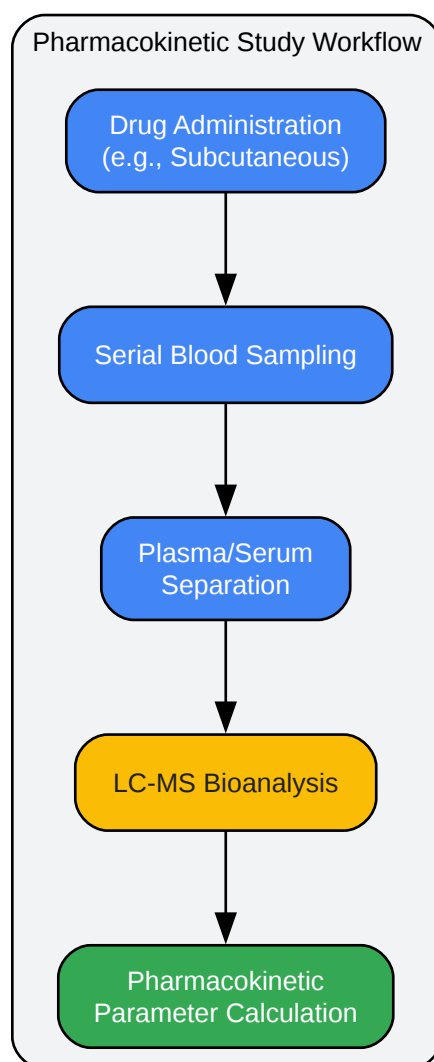 Pharmacokinetic Study Workflow
Drug Administration
(e.g., Subcutaneous)
Serial Blood Sampling
Plasma/Serum
Separation
LC-MS Bioanalysis
Pharmacokinetic
Parameter Calculation